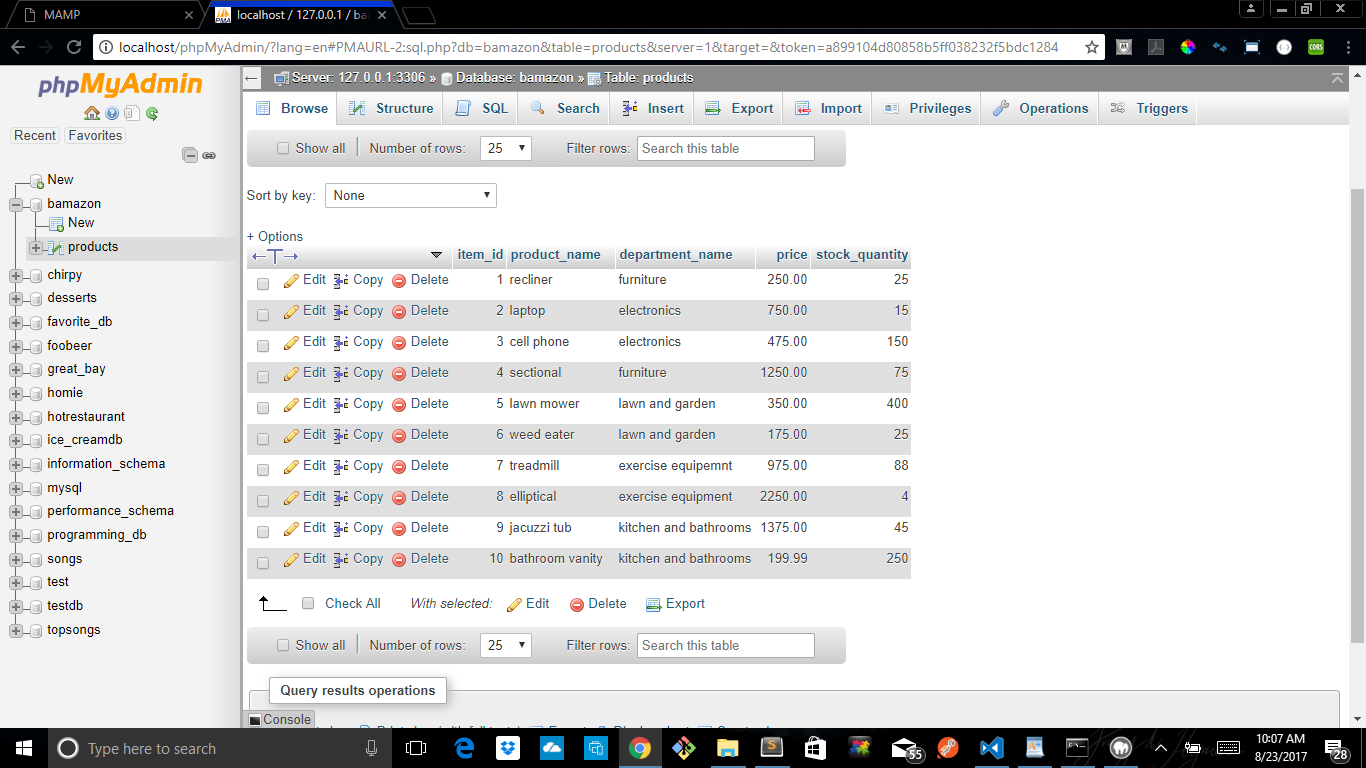 MAMP
localhost / 127.0.0.1 / ba
localhost/phpMyAdmin/?lang=en#PMAURL-2:sql.php?db=bamazon&table=products&server=1&target=&token=a899104d80858b5ff038232f5bdc1284
CORS
phpMyAdmin
Recent Favorites
New
bamazon
New
products
chirpy
desserts
favorite_db
foobeer
great_bay
homie
hotrestaurant
ice_creamdb
information_schema
mysql
performance_schema
programming_db
songs
test
testdb
topsongs
Server: 127.0.0.1:3306 » Database: bamazon » Table: products
Browse Structure SQL Search Insert Export Import Privileges Operations Triggers
Show all Number of rows: 25 Filter rows: Search this table
Sort by key: None
+ Options
item_id product_name department_name price stock_quantity
Edit Copy Delete 1 recliner furniture 250.00 25
Edit Copy Delete 2 laptop electronics 750.00 15
Edit Copy Delete 3 cell phone electronics 475.00 150
Edit Copy Delete 4 sectional furniture 1250.00 75
Edit Copy Delete 5 lawn mower lawn and garden 350.00 400
Edit Copy Delete 6 weed eater lawn and garden 175.00 25
Edit Copy Delete 7 treadmill exercise equipemnt 975.00 88
Edit Copy Delete 8 elliptical exercise equipment 2250.00 4
Edit Copy Delete 9 jacuzzi tub kitchen and bathrooms 1375.00 45
Edit Copy Delete 10 bathroom vanity kitchen and bathrooms 199.99 250
Check All With selected: Edit Delete Export
Show all Number of rows: 25 Filter rows: Search this table
Query results operations
Console
Type here to search
55
10:07 AM
8/23/2017
28